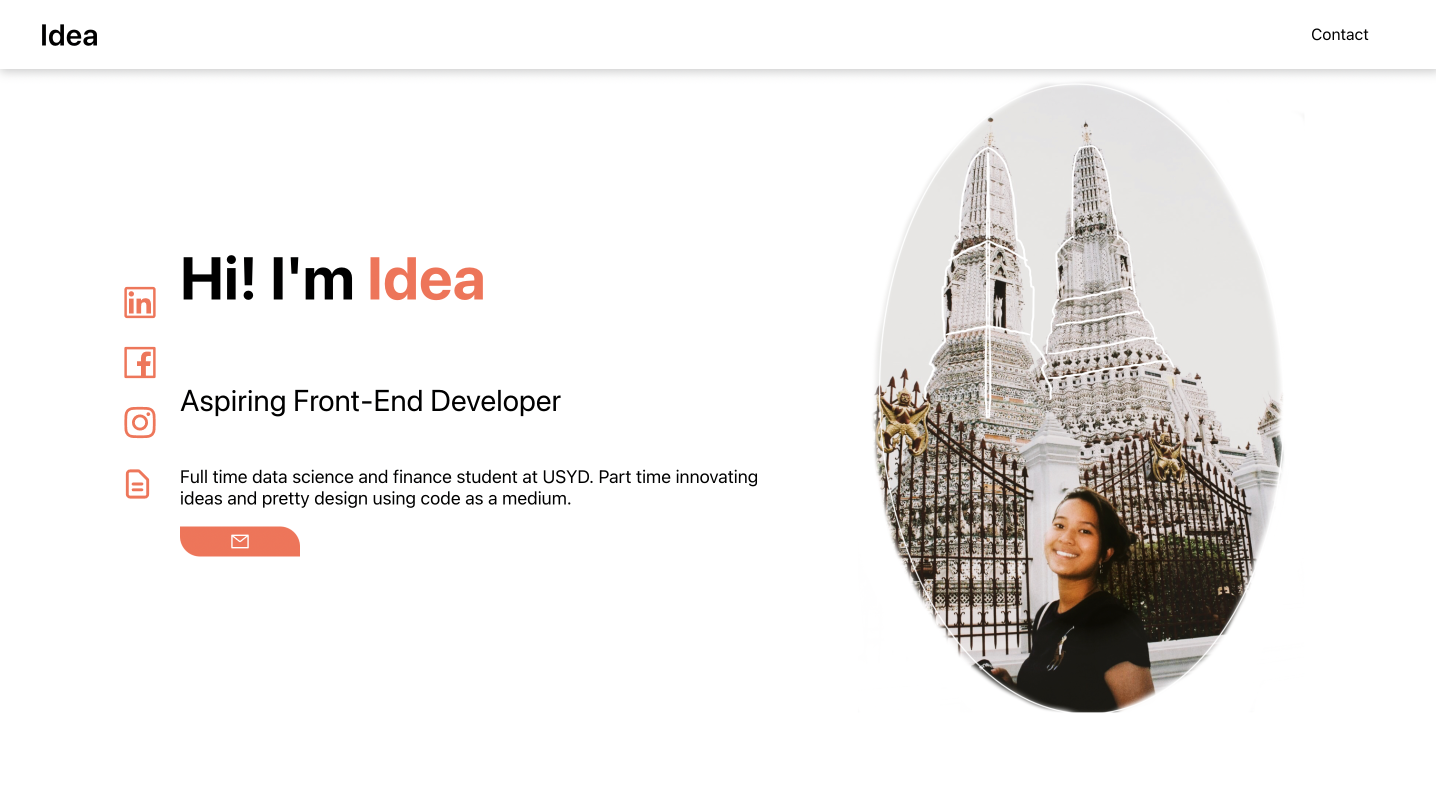 Idea
Contact
Hi! I'm Idea
Aspiring Front-End Developer
Full time data science and finance student at USYD. Part time innovating
ideas and pretty design using code as a medium.